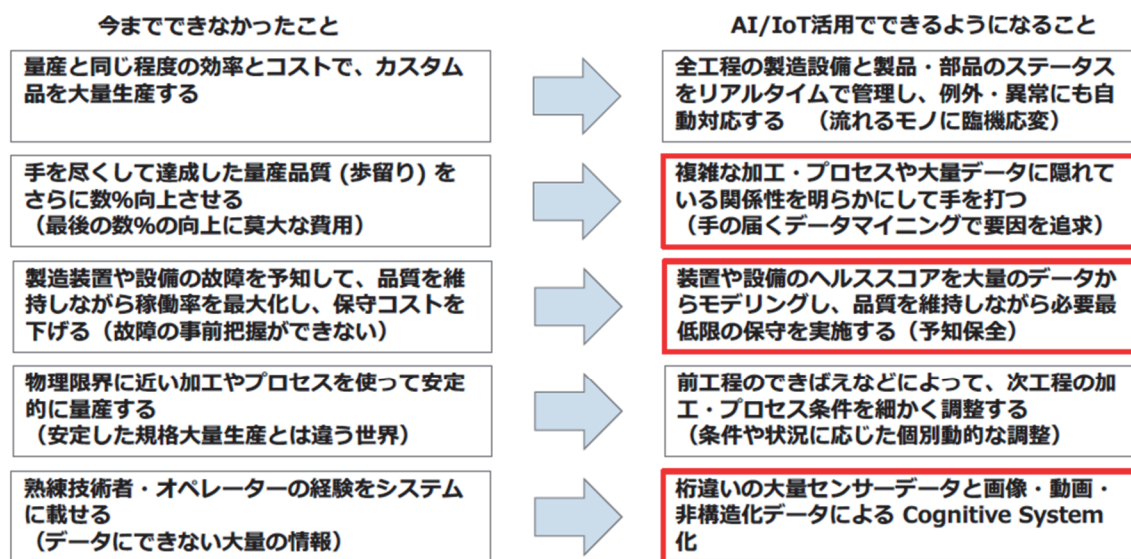 今までできなかったこと
AI/IoT活用でできるようになること
量産と同じ程度の効率とコストで、カスタム
品を大量生産する
全工程の製造設備と製品・部品のステータス
をリアルタイムで管理し、例外・異常にも自
動対応する　（流れるモノに臨機応変）
手を尽くして達成した量産品質 (歩留り) を
さらに数%向上させる
（最後の数%の向上に莫大な費用）
複雑な加工・プロセスや大量データに隠れて
いる関係性を明らかにして手を打つ
（手の届くデータマイニングで要因を追求）
製造装置や設備の故障を予知して、品質を維
持しながら稼働率を最大化し、保守コストを
下げる（故障の事前把握ができない）
装置や設備のヘルススコアを大量のデータか
らモデリングし、品質を維持しながら必要最
低限の保守を実施する（予知保全）
物理限界に近い加工やプロセスを使って安定
的に量産する
（安定した規格大量生産とは違う世界）
前工程のできばえなどによって、次工程の加
工・プロセス条件を細かく調整する
（条件や状況に応じた個別動的な調整）
熟練技術者・オペレーターの経験をシステム
に載せる
（データにできない大量の情報）
桁違いの大量センサーデータと画像・動画・
非構造化データによる Cognitive System
化